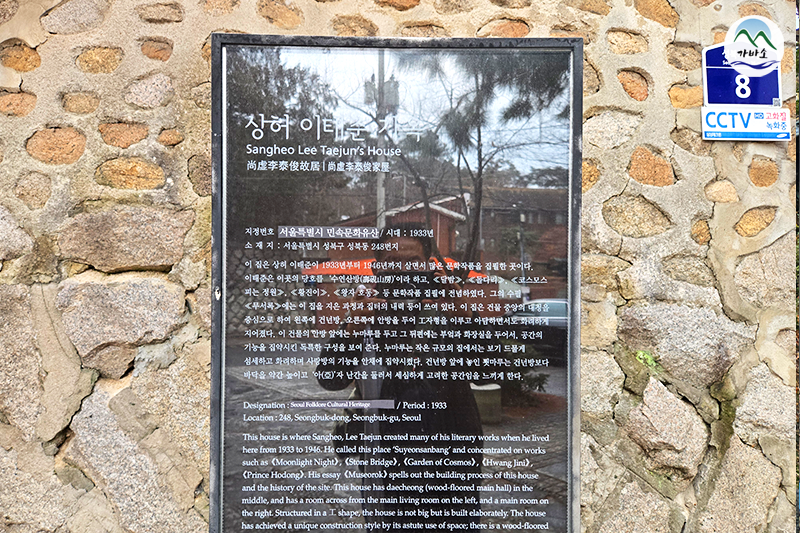 상허 이태준 가옥
Sangheo Lee Taejun's House
尚虛李泰俊故居 | 尚虚李泰俊家屋
지정번호 서울특별시 민속문화유산 / 시대 : 1933년
소 재 지 : 서울특별시 성북구 성북동 248번지
이 집은 상허 이태준이 1933년부터 1946년까지 살면서 많은 문학작품을 집필한 곳이다.
이태준은 이곳의 당호를 '수연산방(壽硯山房)'이라 하고, ≪달밤≫, ≪돌다리≫, ≪코스모스
피는 정원≫, ≪황진이≫, ≪왕자 호동≫ 등 문학작품 집필에 전념하였다. 그의 수필
≪무서록≫에는 이 집을 지은 과정과 집터의 내력 등이 쓰여 있다. 이 집은 건물 중앙의 대청을
중심으로 하여 왼쪽에 건넌방, 오른쪽에 안방을 두어 工자형을 이루고 아담하면서도 화려하게
지어졌다. 이 건물의 안방 앞에는 누마루를 두고 그 뒤편에는 부엌과 화장실을 두어서, 공간의
기능을 집약시킨 독특한 구성을 보여 준다. 누마루는 작은 규모의 집에서는 보기 드물게
섬세하고 화려하며 사랑방의 기능을 안채에 집약시켰다. 건넌방 앞에 놓인 툇마루는 건넌방보다
바닥을 약간 높이고 '아(亞)'자 난간을 둘러서 세심하게 고려한 공간임을 느끼게 한다.
Designation : Seoul Folklore Cultural Heritage / Period : 1933
Location : 248, Seongbuk-dong, Seongbuk-gu, Seoul
This house is where Sangheo, Lee Taejun created many of his literary works when he lived
here from 1933 to 1946. He called this place 'Suyeonsanbang' and concentrated on works
such as《Moonlight Night》,《Stone Bridge》,《Garden of Cosmos》,《Hwang Jini》,
《Prince Hodong》. His essay《Museorok》spells out the building process of this house
and the history of the site. This house has daecheong (wood-floored main hall) in the
middle, and has a room across from the main living room on the left, and a main room on
the right. Structured in a 工 shape, the house is not big but is built elaborately. The house
has achieved a unique construction style by its astute use of space; there is a wood-floored
가바소
8
CCTV HD 고화질
녹화중